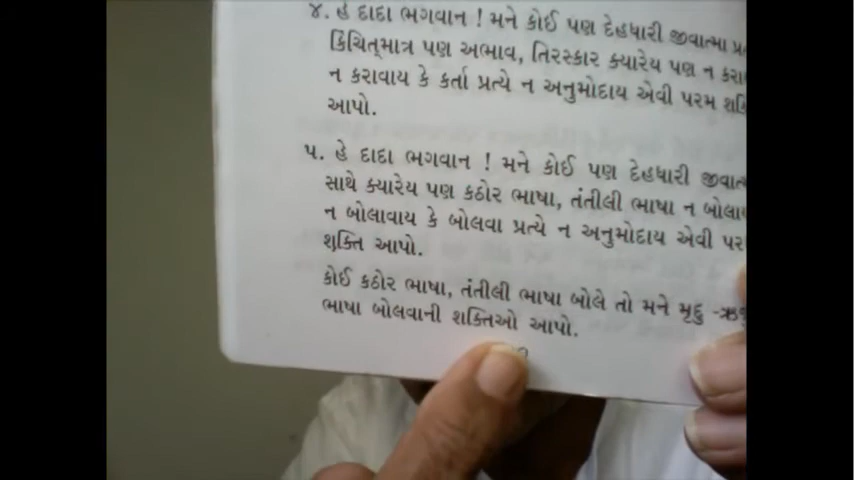 ૪. હે દાદા ભગવાન ! મને કોઈ પણ દેહધારી જીવાત્મા
કિંચિત્‌માત્ર પણ અભાવ, તિરસ્કાર ક્યારેય પણ ન
ન કરાવાય કે કર્તા પ્રત્યે ન અનુમોદાય એવી પરમ
આપો.
૫. હે દાદા ભગવાન ! મને કોઈ પણ દેહધારી
સાથે ક્યારેય પણ કઠોર ભાષા, તંતીલી ભાષા ન
ન બોલાવાય કે બોલવા પ્રત્યે ન અનુમોદાય એવી
શક્તિ આપો.
કોઈ કઠોર ભાષા, તંતીલી ભાષા બોલે તો મને મૃદુ
ભાષા બોલવાની શક્તિઓ આપો.